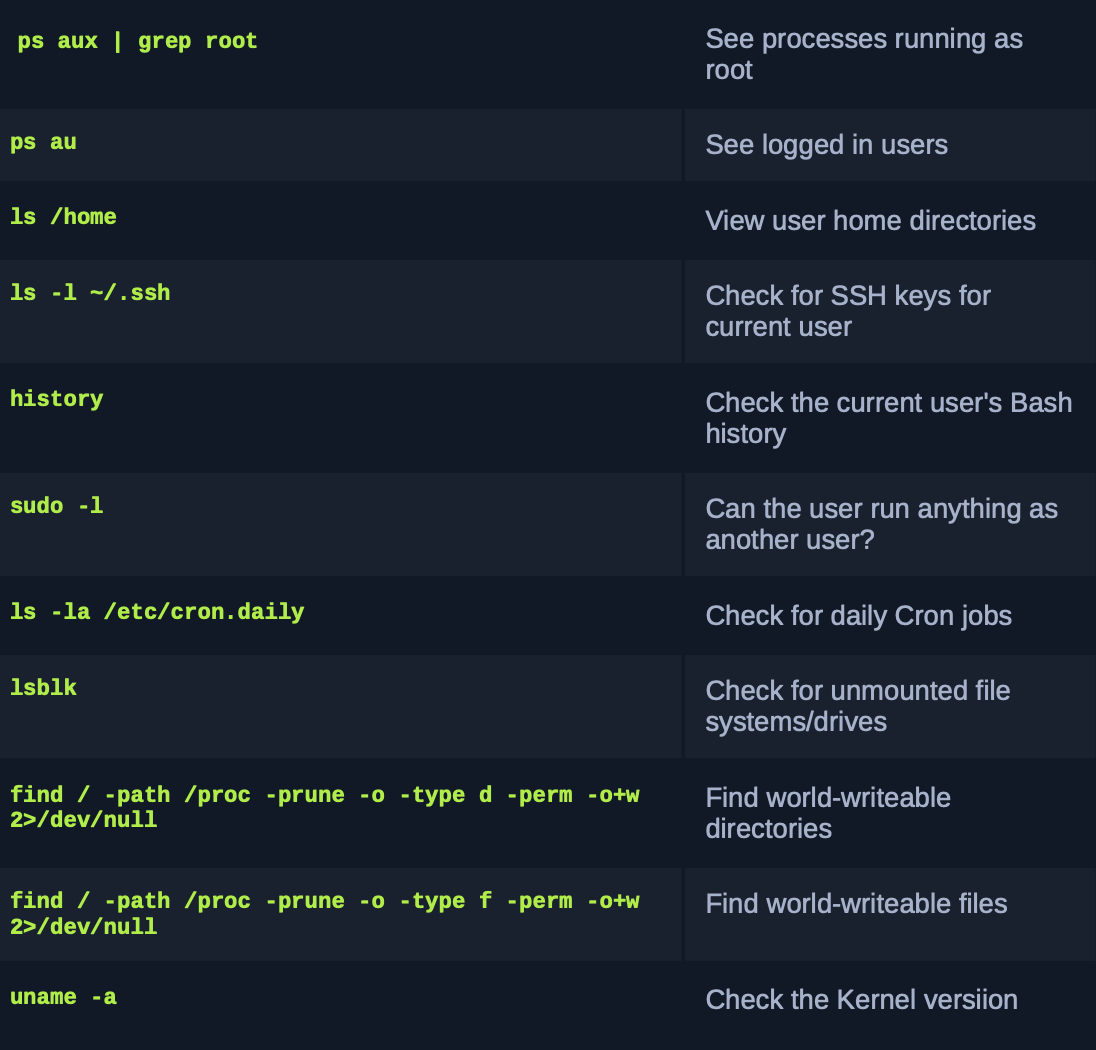 ps aux | grep root
See processes running as
root
ps au
See logged in users
ls /home
View user home directories
ls -l ~/.ssh
Check for SSH keys for
current user
history
Check the current user's Bash
history
sudo -l
Can the user run anything as
another user?
ls -la /etc/cron.daily
Check for daily Cron jobs
lsblk
Check for unmounted file
systems/drives
find / -path /proc -prune -o -type d -perm -o+w
2>/dev/null
Find world-writeable
directories
find / -path /proc -prune -o -type f -perm -o+w
2>/dev/null
Find world-writeable files
uname -a
Check the Kernel versiion